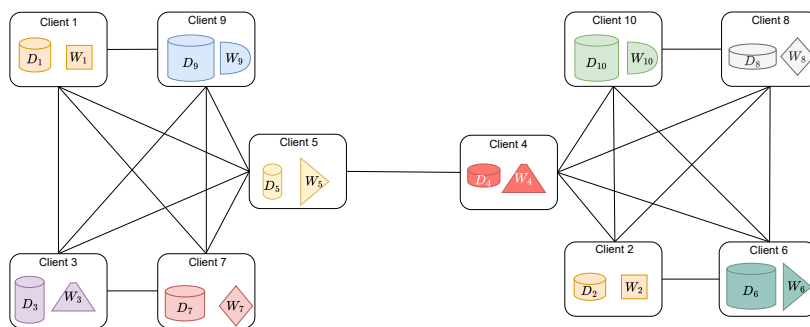 Client 1
D₁ W₁
Client 9
D₉ W₉
Client 10
D₁₀ W₁₀
Client 8
D₈ W₈
Client 5
D₅ W₅
Client 4
D₄ W₄
Client 3
D₃ W₃
Client 7
D₇ W₇
Client 2
D₂ W₂
Client 6
D₆ W₆